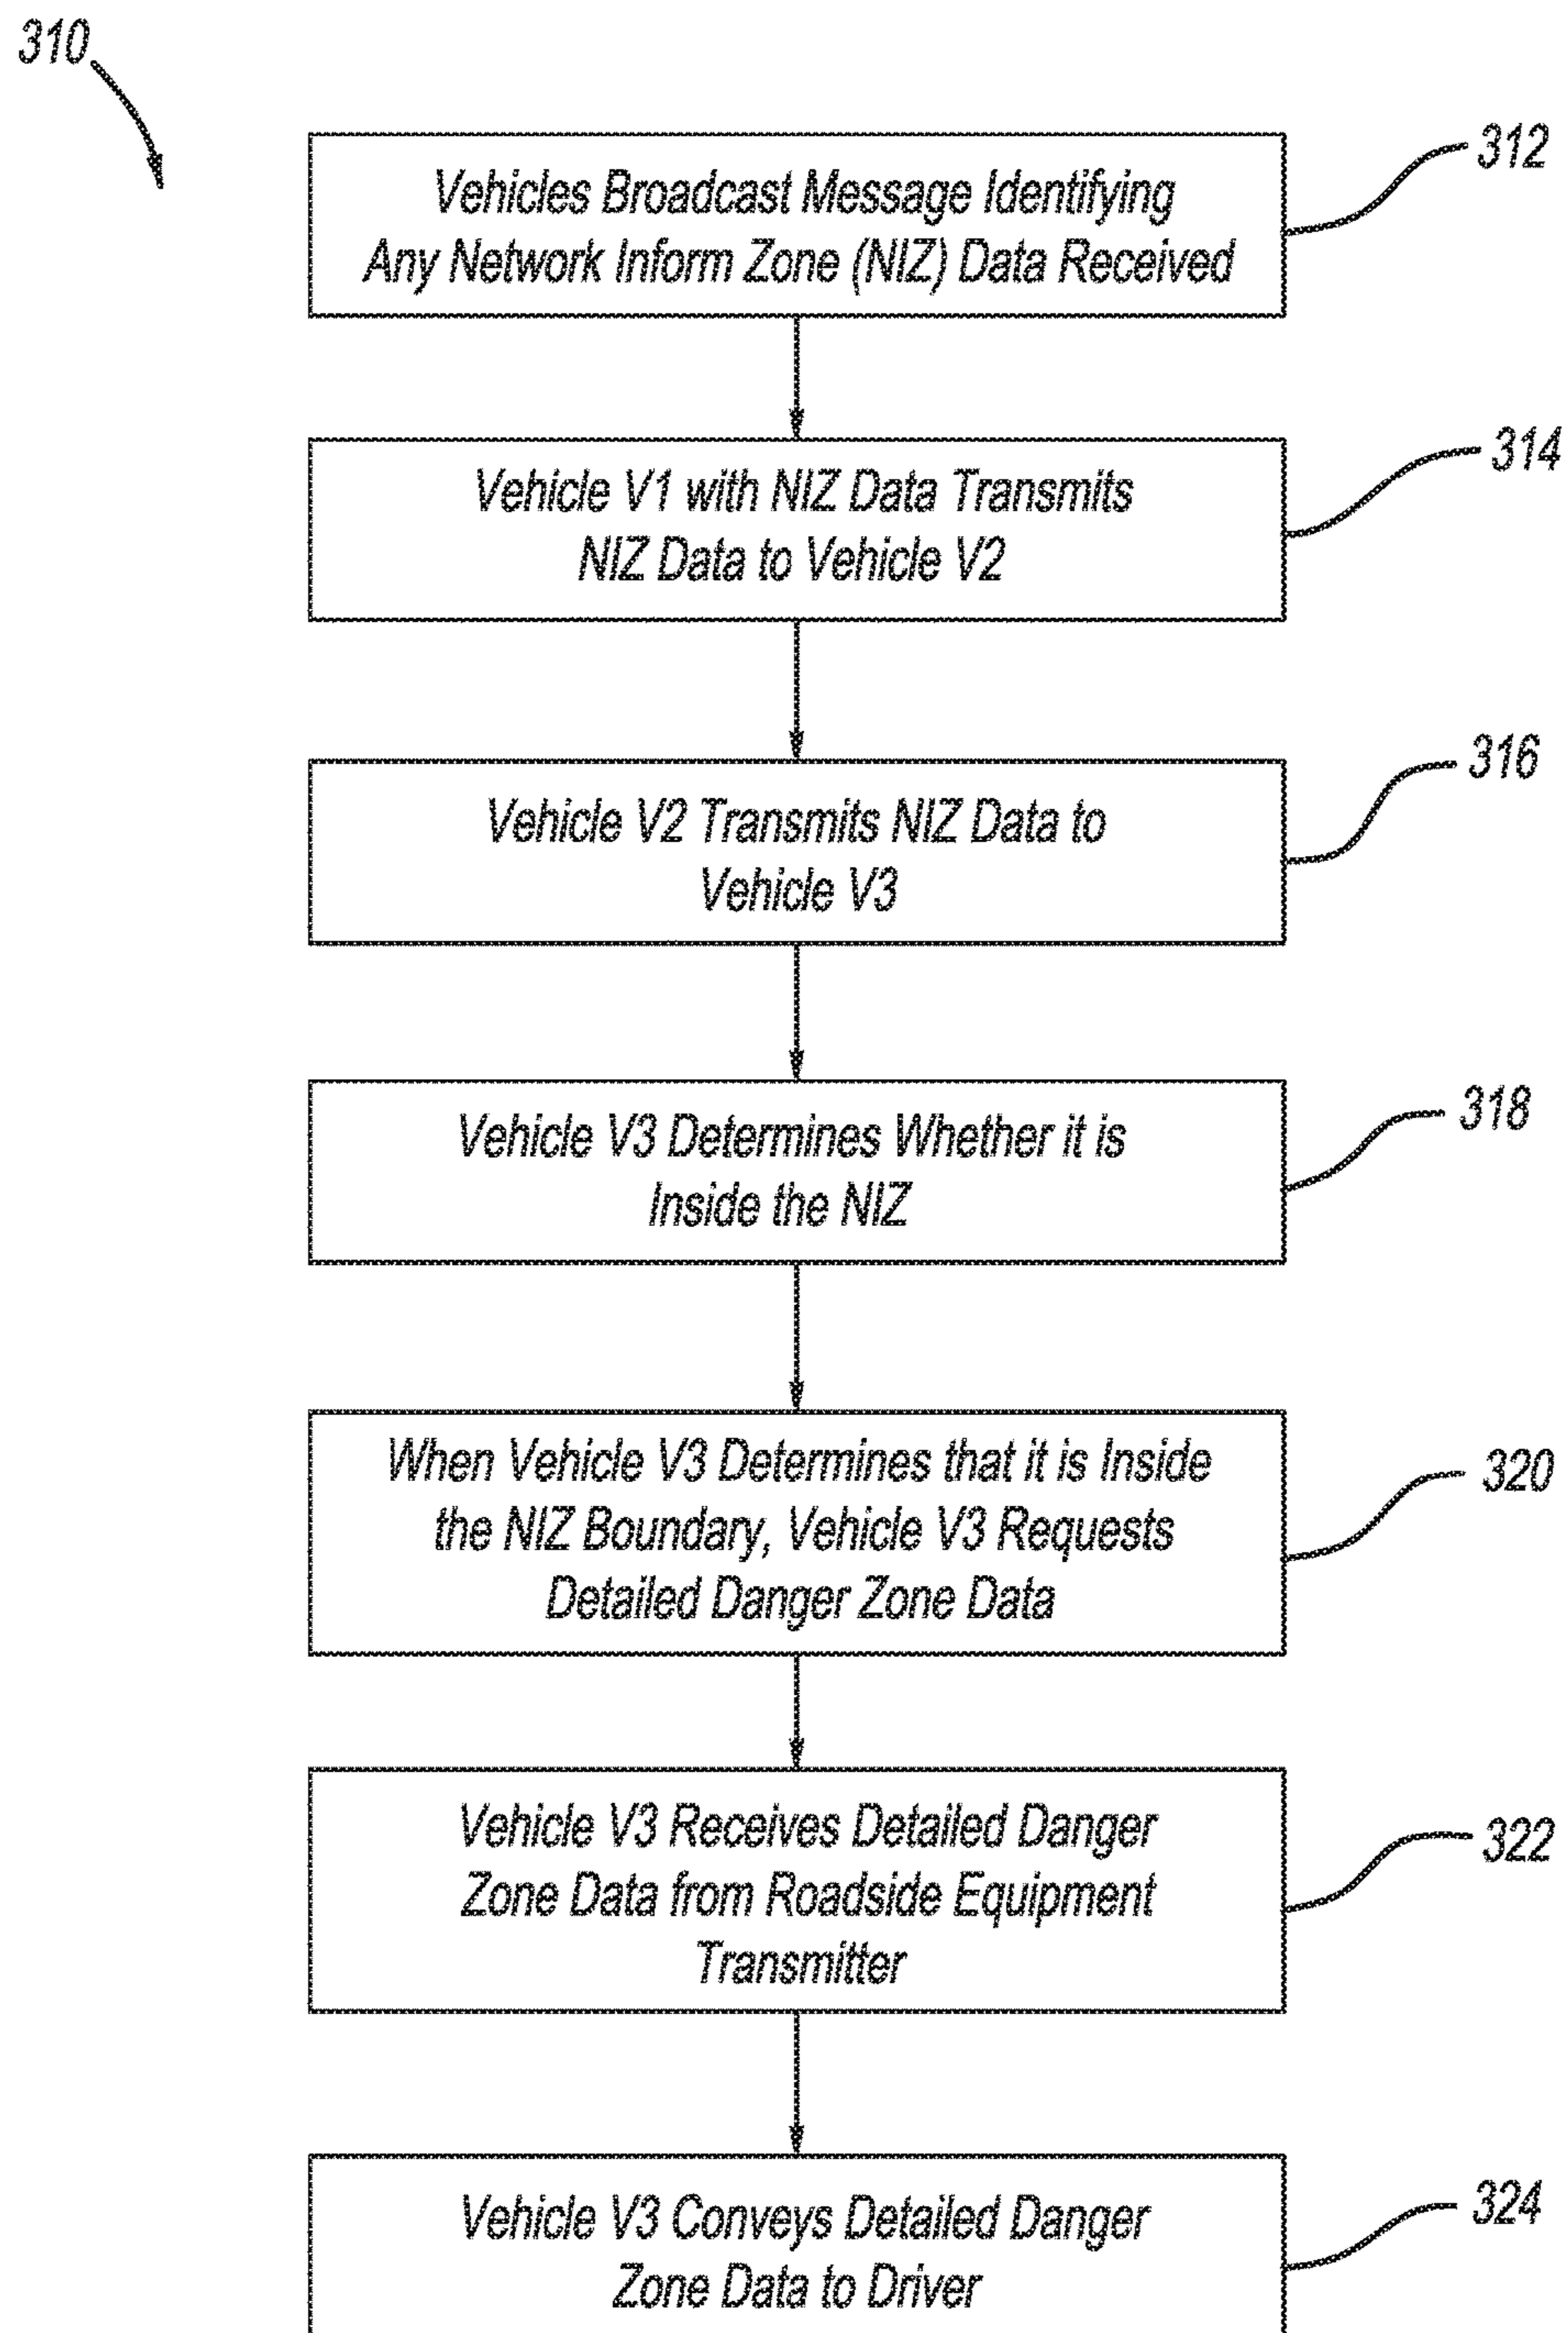 310
312
Vehicles Broadcast Message Identifying
Any Network Inform Zone (NIZ) Data Received
314
Vehicle V1 with NIZ Data Transmits
NIZ Data to Vehicle V2
316
Vehicle V2 Transmits NIZ Data to
Vehicle V3
318
Vehicle V3 Determines Whether it is
Inside the NIZ
320
When Vehicle V3 Determines that it is Inside
the NIZ Boundary, Vehicle V3 Requests
Detailed Danger Zone Data
322
Vehicle V3 Receives Detailed Danger
Zone Data from Roadside Equipment
Transmitter
324
Vehicle V3 Conveys Detailed Danger
Zone Data to Driver